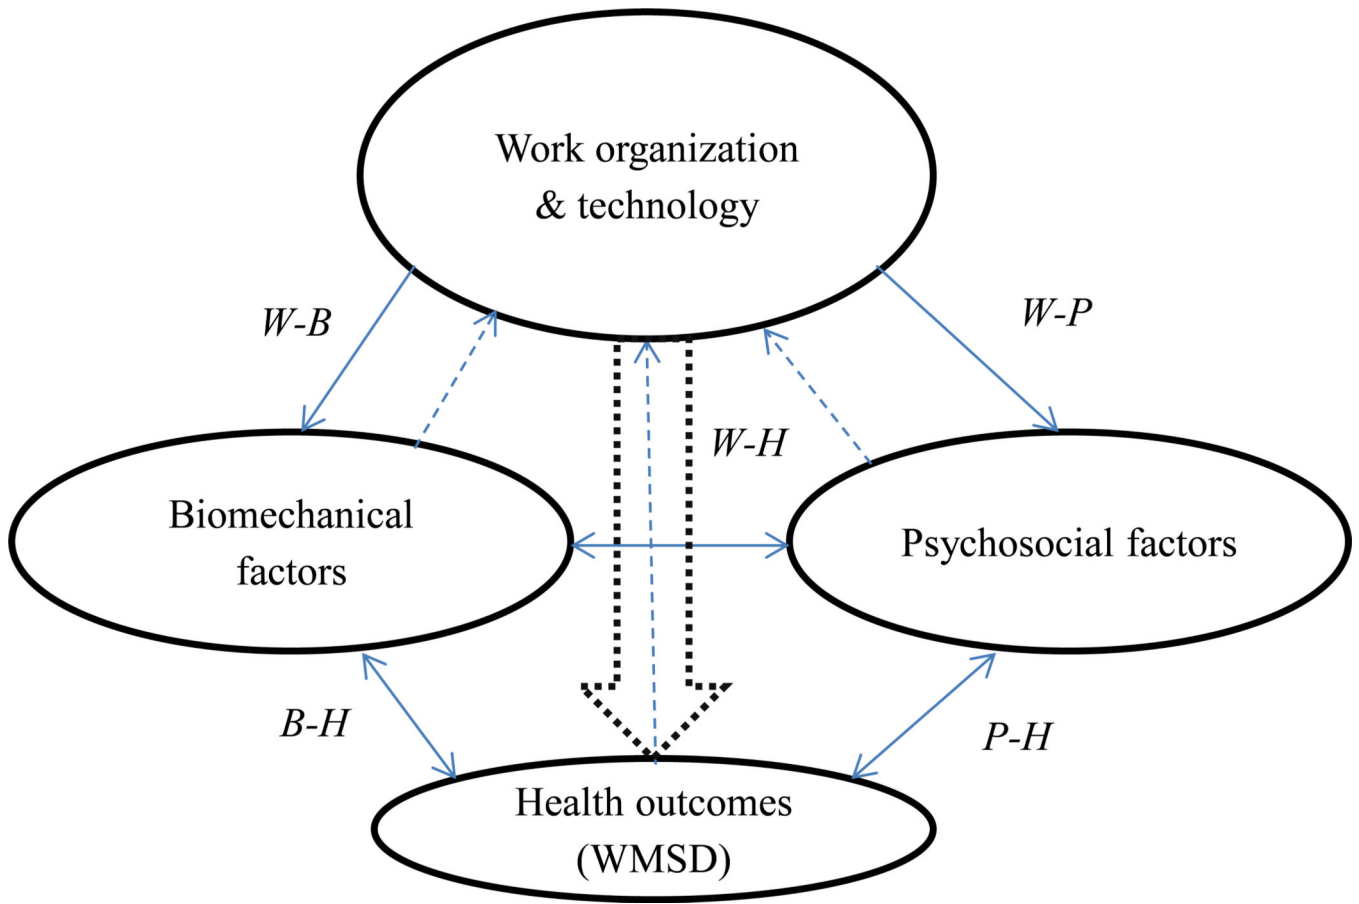 Work organization
& technology
W-B
W-P
W-H
Biomechanical
factors
Psychosocial factors
B-H
P-H
Health outcomes
(WMSD)